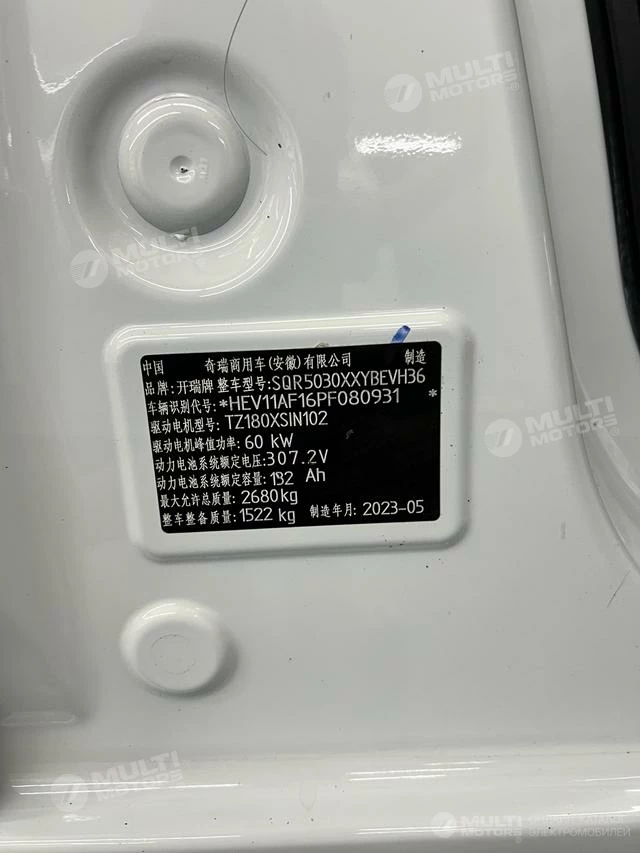 MULTI
MOTORS
MULTI
MOTORS
中国 奇瑞商用车(安徽)有限公司 制造
品牌:开瑞牌 整车型号:SQR5030XXYBEVH36
车辆识别代号:*HEV11AF16PF080931 *
驱动电机型号:TZ180XSIN102
驱动电机峰值功率:60 kW
动力电池系统额定电压:307.2V
动力电池系统额定容量:132 Ah
最大允许总质量:2680kg
整车整备质量:1522 kg 制造年月:2023-05
MULTI
MOTORS
MULTI
MOTORS
MULTI
MOTORS
ЭЛЕКТРОМОБИЛЕЙ